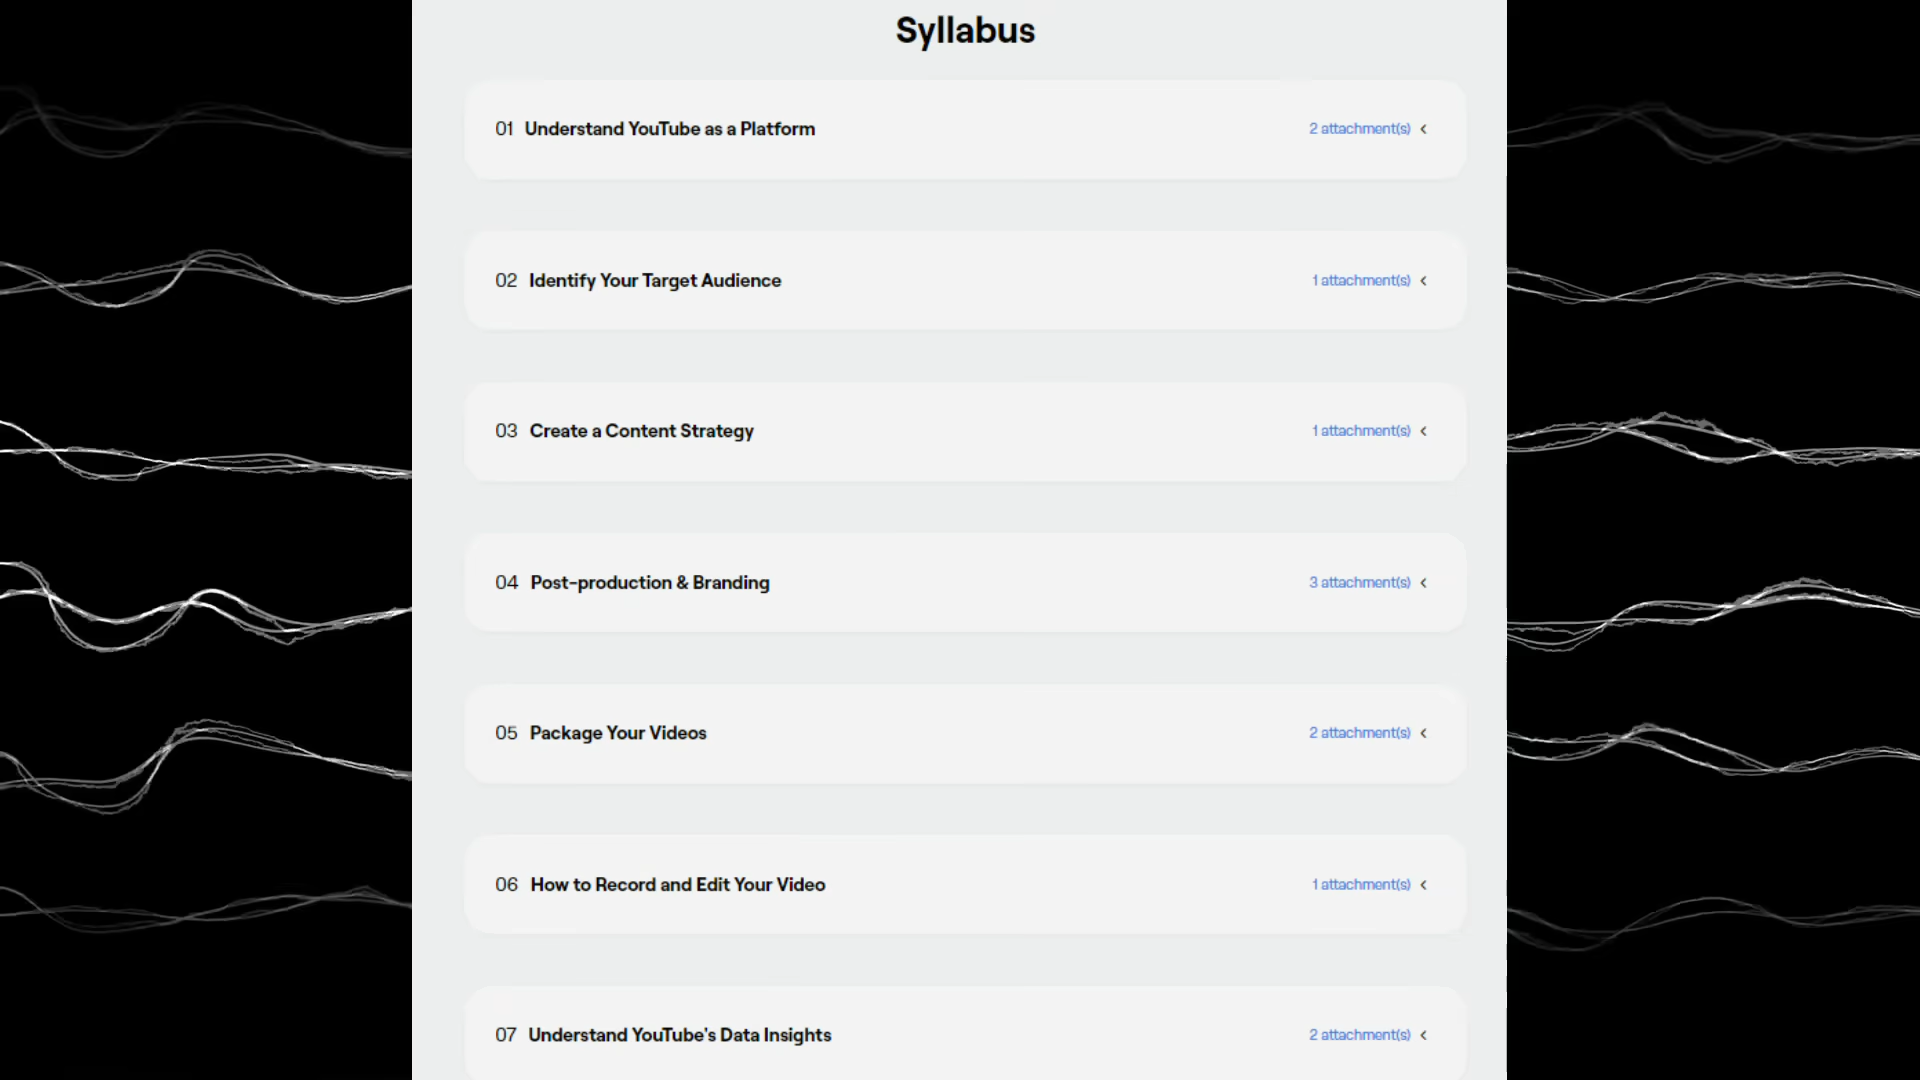 Syllabus
01 Understand YouTube as a Platform 2 attachment(s)
02 Identify Your Target Audience 1 attachment(s)
03 Create a Content Strategy 1 attachment(s)
04 Post-production & Branding 3 attachment(s)
05 Package Your Videos 2 attachment(s)
06 How to Record and Edit Your Video 1 attachment(s)
07 Understand YouTube's Data Insights 2 attachment(s)